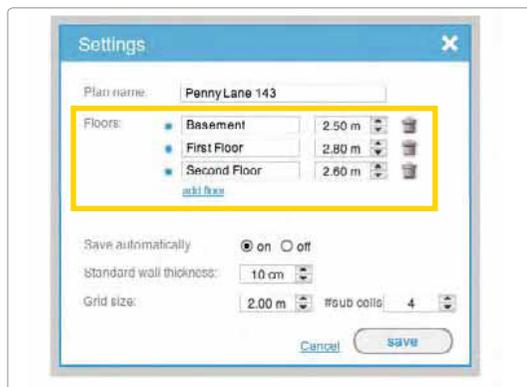 Settings
Plan name: Penny Lane 143
Floors: Basement 2.50 m
First Floor 2.80 m
Second Floor 2.60 m
add floor
Save automatically on off
Standard wall thickness: 10 cm
Grid size: 2.00 m #sub cells 4
Cancel save